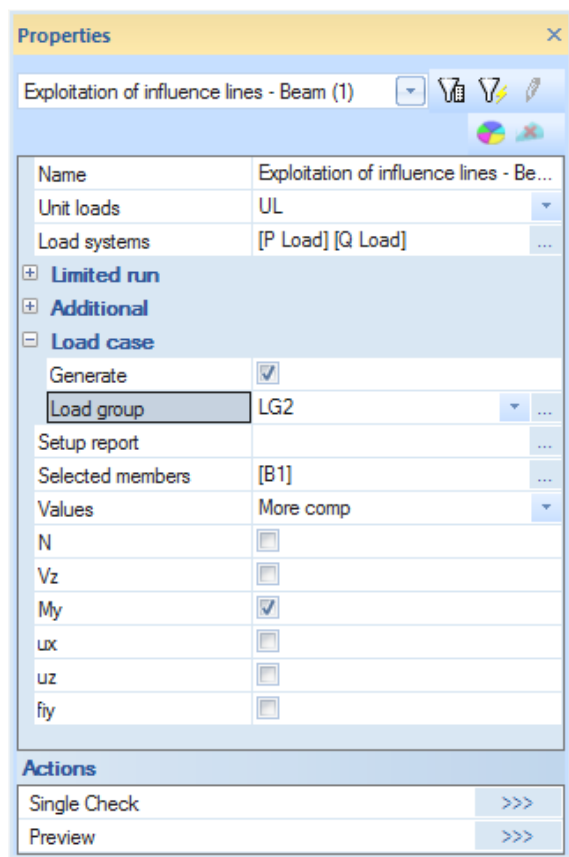 Properties
Exploitation of influence lines - Beam (1)
Name Exploitation of influence lines - Be...
Unit loads UL
Load systems [P Load] [Q Load] ...
Limited run
Additional
Load case
Generate
Load group LG2 ...
Setup report ...
Selected members [B1] ...
Values More comp
N
Vz
My
ux
uz
fiy
Actions
Single Check >>>
Preview >>>